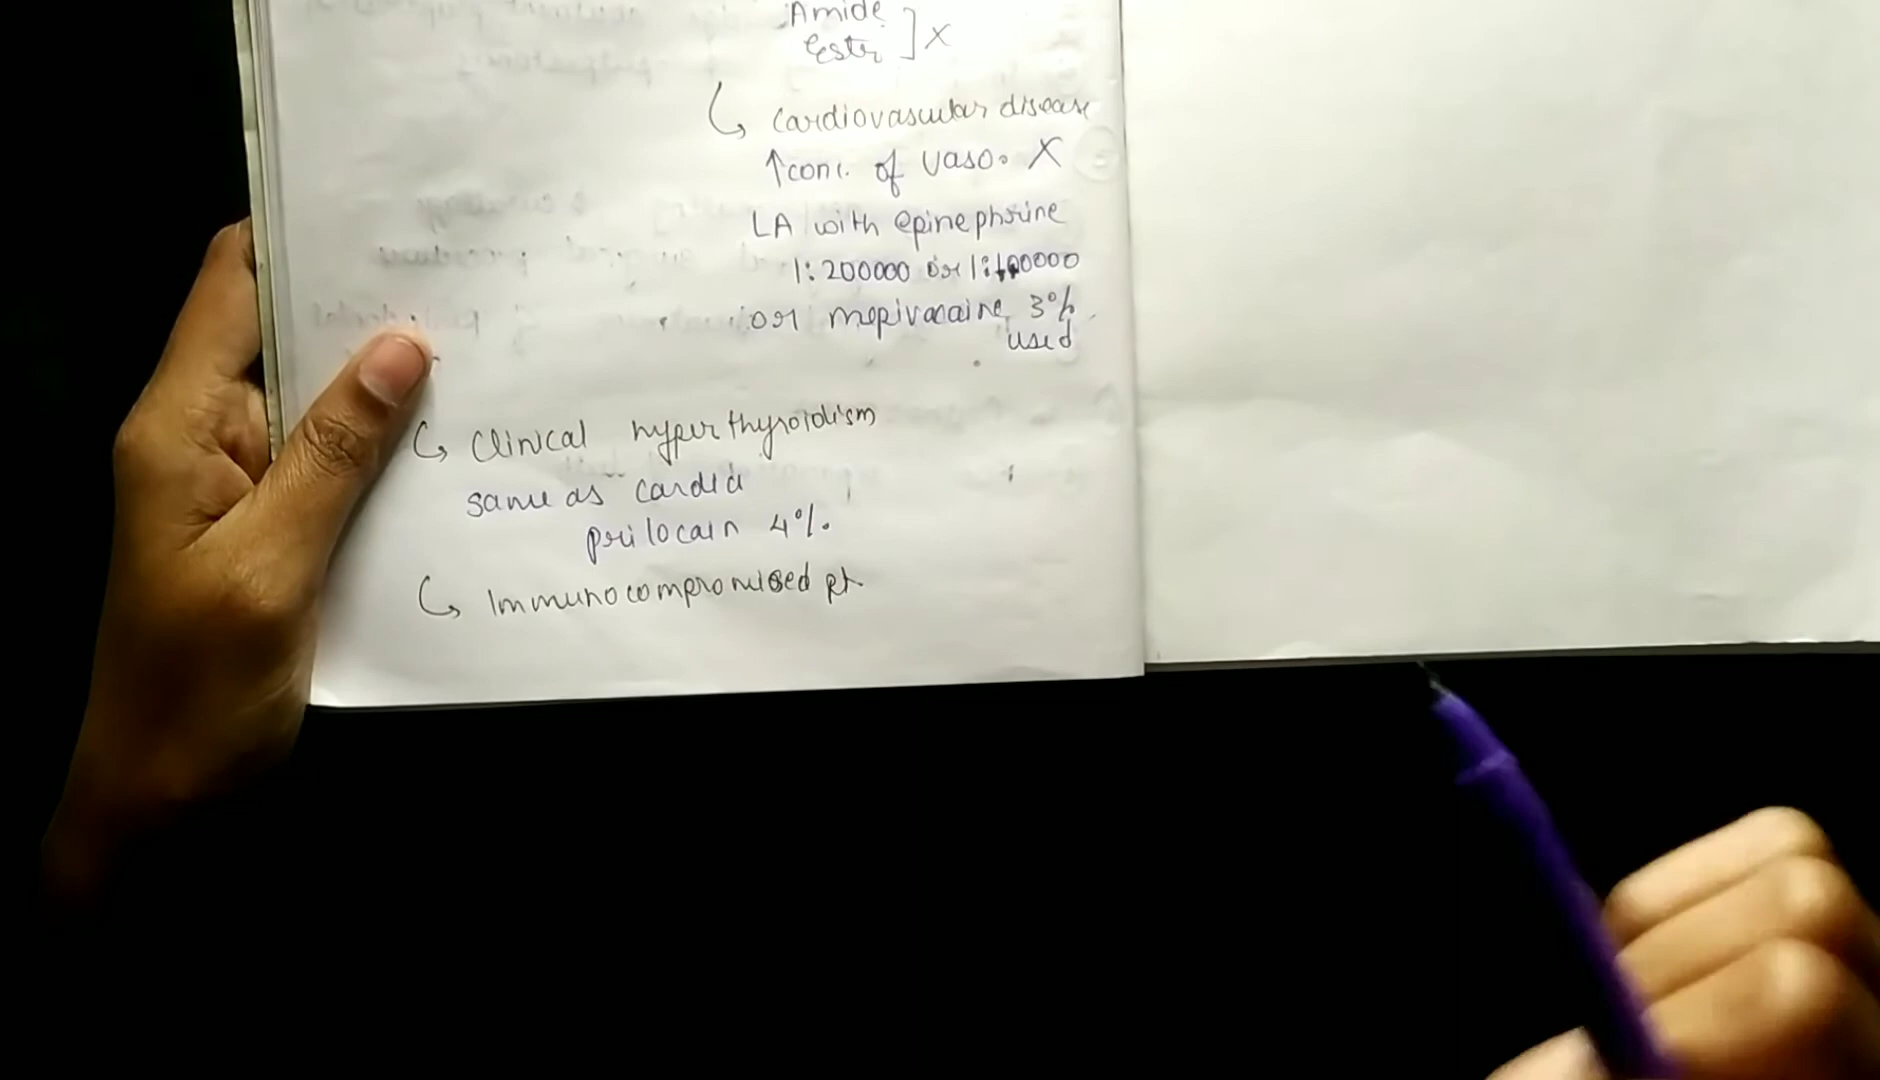 Amide
Ester ] X
↳ Cardiovascular disease
↑ conc. of vaso. X
LA with epinephrine
1:200000 or 1:100000
or mepivacaine 3%
used
↳ Clinical hyperthyroidism
same as cardia
prilocain 4%.
↳ Immunocompromised pt.